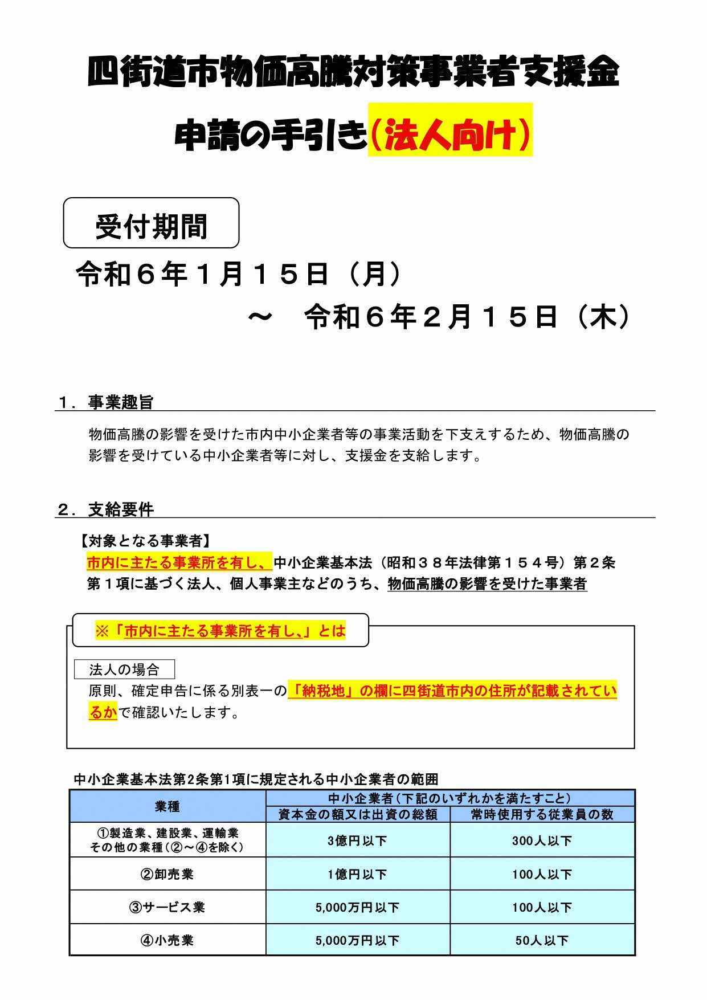 四街道市物価高騰対策事業者支援金
申請の手引き（法人向け）
受付期間
令和６年１月１５日（月）
～　令和６年２月１５日（木）
１．事業趣旨
物価高騰の影響を受けた市内中小企業者等の事業活動を下支えするため、物価高騰の
影響を受けている中小企業者等に対し、支援金を支給します。
２．支給要件
【対象となる事業者】
市内に主たる事業所を有し、中小企業基本法（昭和３８年法律第１５４号）第２条
第１項に基づく法人、個人事業主などのうち、物価高騰の影響を受けた事業者
※「市内に主たる事業所を有し、」とは
法人の場合
原則、確定申告に係る別表一の「納税地」の欄に四街道市内の住所が記載されてい
るかで確認いたします。
中小企業基本法第2条第1項に規定される中小企業者の範囲
業種
中小企業者（下記のいずれかを満たすこと）
資本金の額又は出資の総額
常時使用する従業員の数
①製造業、建設業、運輸業
その他の業種（②～④を除く）
3億円以下
300人以下
②卸売業
1億円以下
100人以下
③サービス業
5,000万円以下
100人以下
④小売業
5,000万円以下
50人以下